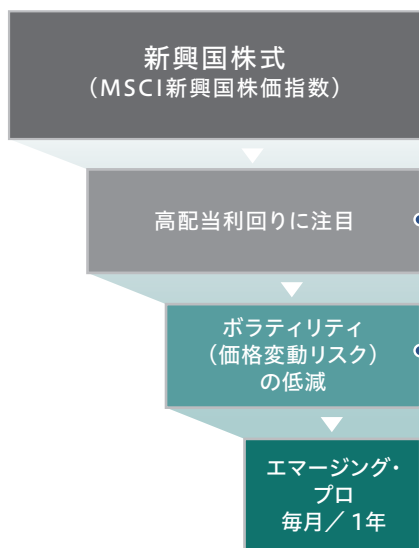 新興国株式
（MSCI新興国株価指数）
高配当利回りに注目
ボラティリティ
（価格変動リスク）
の低減
エマージング・
プロ
毎月／1年